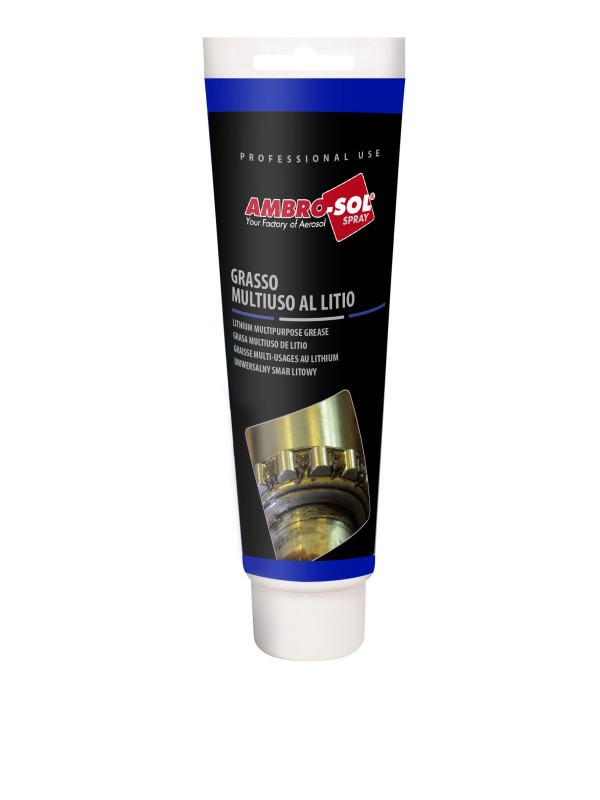 PROFESSIONAL USE
AMBRO-SOL®
SPRAY
Your Factory of Aerosol
GRASSO
MULTIUSO AL LITIO
LITHIUM MULTIPURPOSE GREASE
GRASA MULTIUSO DE LITIO
GRAISSE MULTI-USAGES AU LITHIUM
UNIWERSALNY SMAR LITOWY